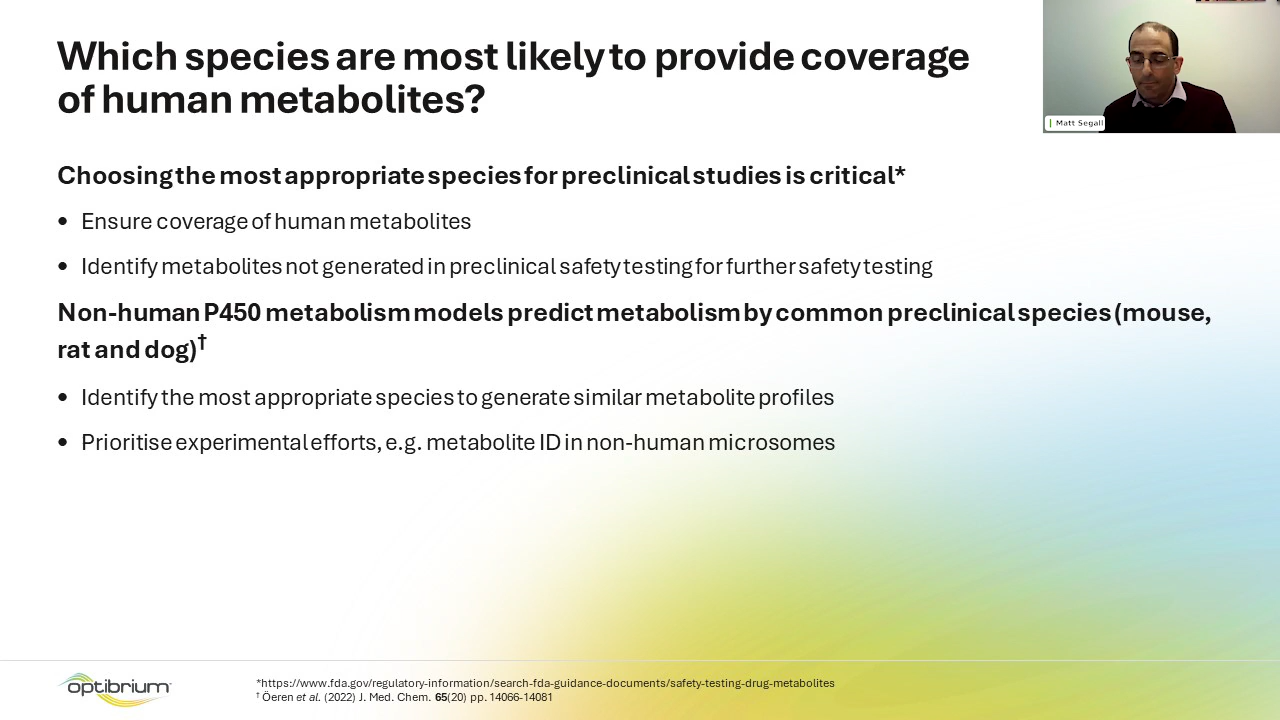 Which species are most likely to provide coverage
of human metabolites?
Matt Segall
Choosing the most appropriate species for preclinical studies is critical*
• Ensure coverage of human metabolites
• Identify metabolites not generated in preclinical safety testing for further safety testing
Non-human P450 metabolism models predict metabolism by common preclinical species (mouse,
rat and dog)†
• Identify the most appropriate species to generate similar metabolite profiles
• Prioritise experimental efforts, e.g. metabolite ID in non-human microsomes
optibrium
*https://www.fda.gov/regulatory-information/search-fda-guidance-documents/safety-testing-drug-metabolites
† Öeren et al. (2022) J. Med. Chem. 65(20) pp. 14066-14081